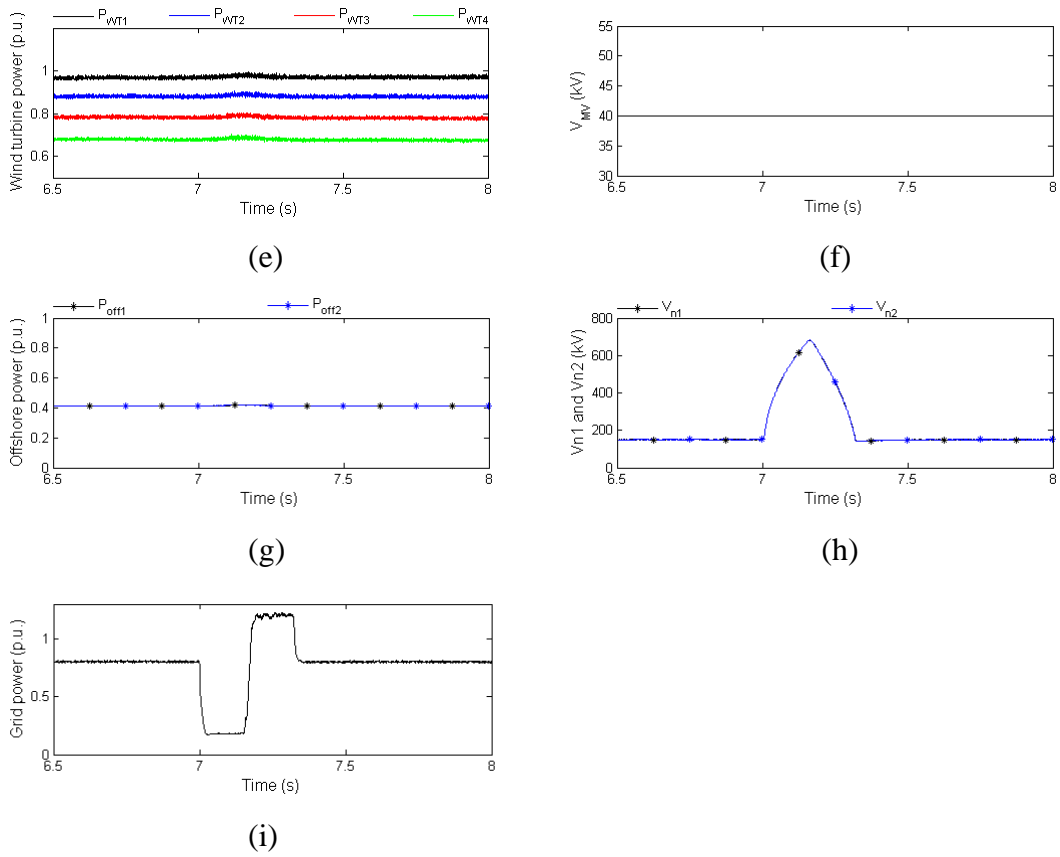 P_WT1 P_WT2 P_WT3 P_WT4
Wind turbine power (p.u.)
1
0.8
0.6
6.5 7 7.5 8
Time (s)
(e)
V_MV (kV)
55
50
45
40
35
30
6.5 7 7.5 8
Time (s)
(f)
P_off1 P_off2
Offshore power (p.u.)
1
0.8
0.6
0.4
0.2
0
6.5 7 7.5 8
Time (s)
(g)
V_n1 V_n2
Vn1 and Vn2 (kV)
800
600
400
200
0
6.5 7 7.5 8
Time (s)
(h)
Grid power (p.u.)
1
0.5
0
6.5 7 7.5 8
Time (s)
(i)